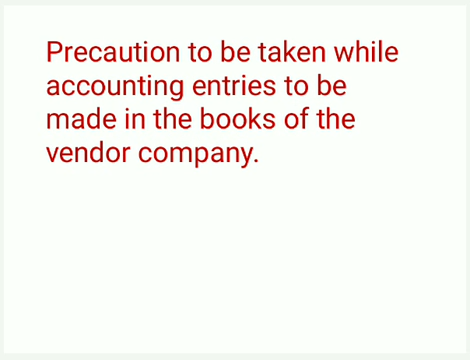 Precaution to be taken while
accounting entries to be
made in the books of the
vendor company.